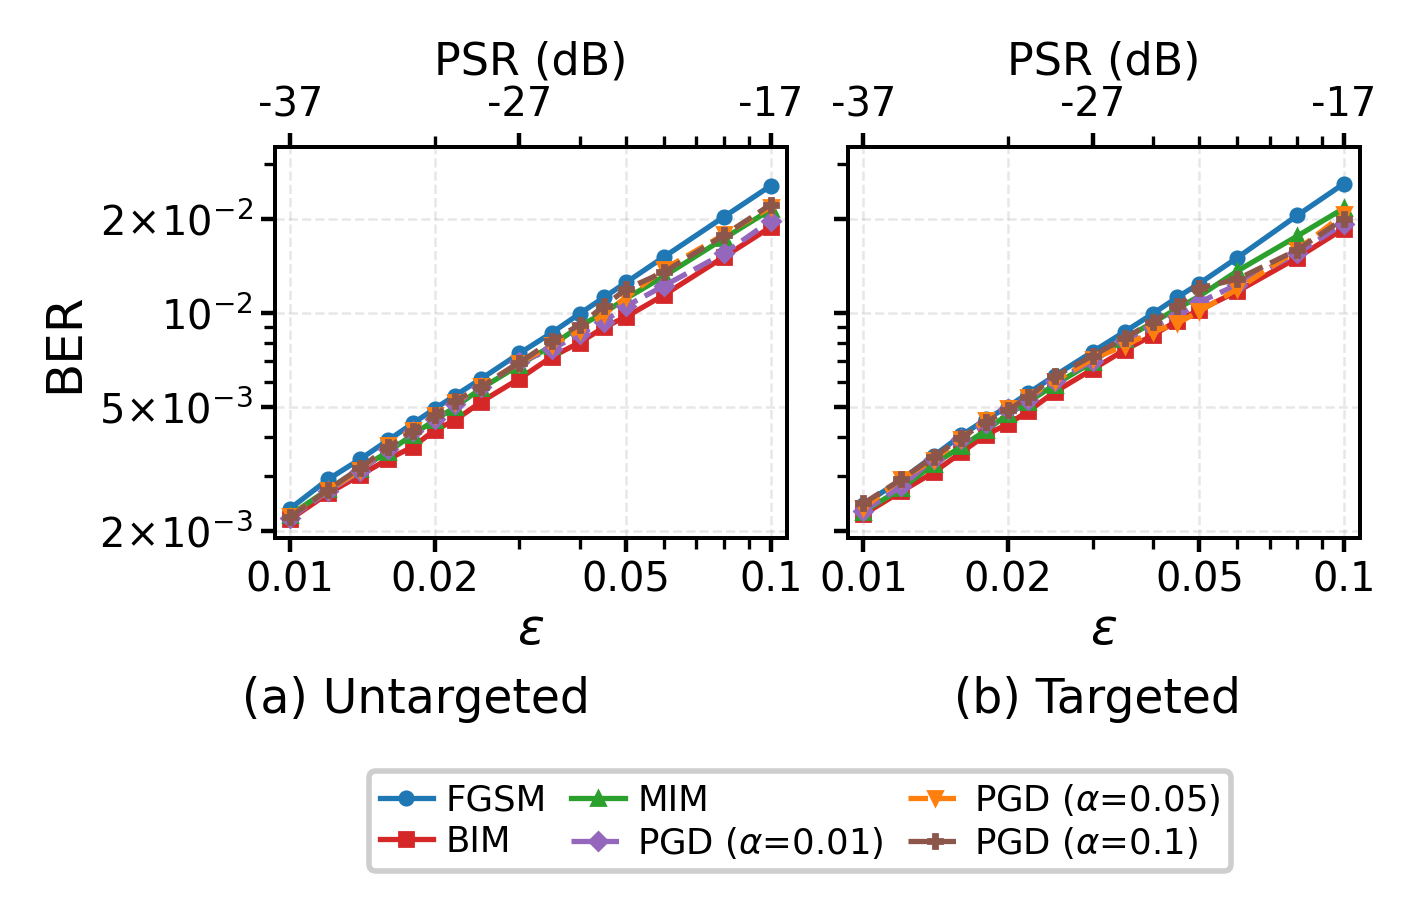 PSR (dB) PSR (dB)
-37 -27 -17 -37 -27 -17
2×10⁻²
10⁻²
5×10⁻³
2×10⁻³
BER
0.01 0.02 0.05 0.1 0.01 0.02 0.05 0.1
ε ε
(a) Untargeted (b) Targeted
FGSM MIM PGD (α=0.05)
BIM PGD (α=0.01) PGD (α=0.1)